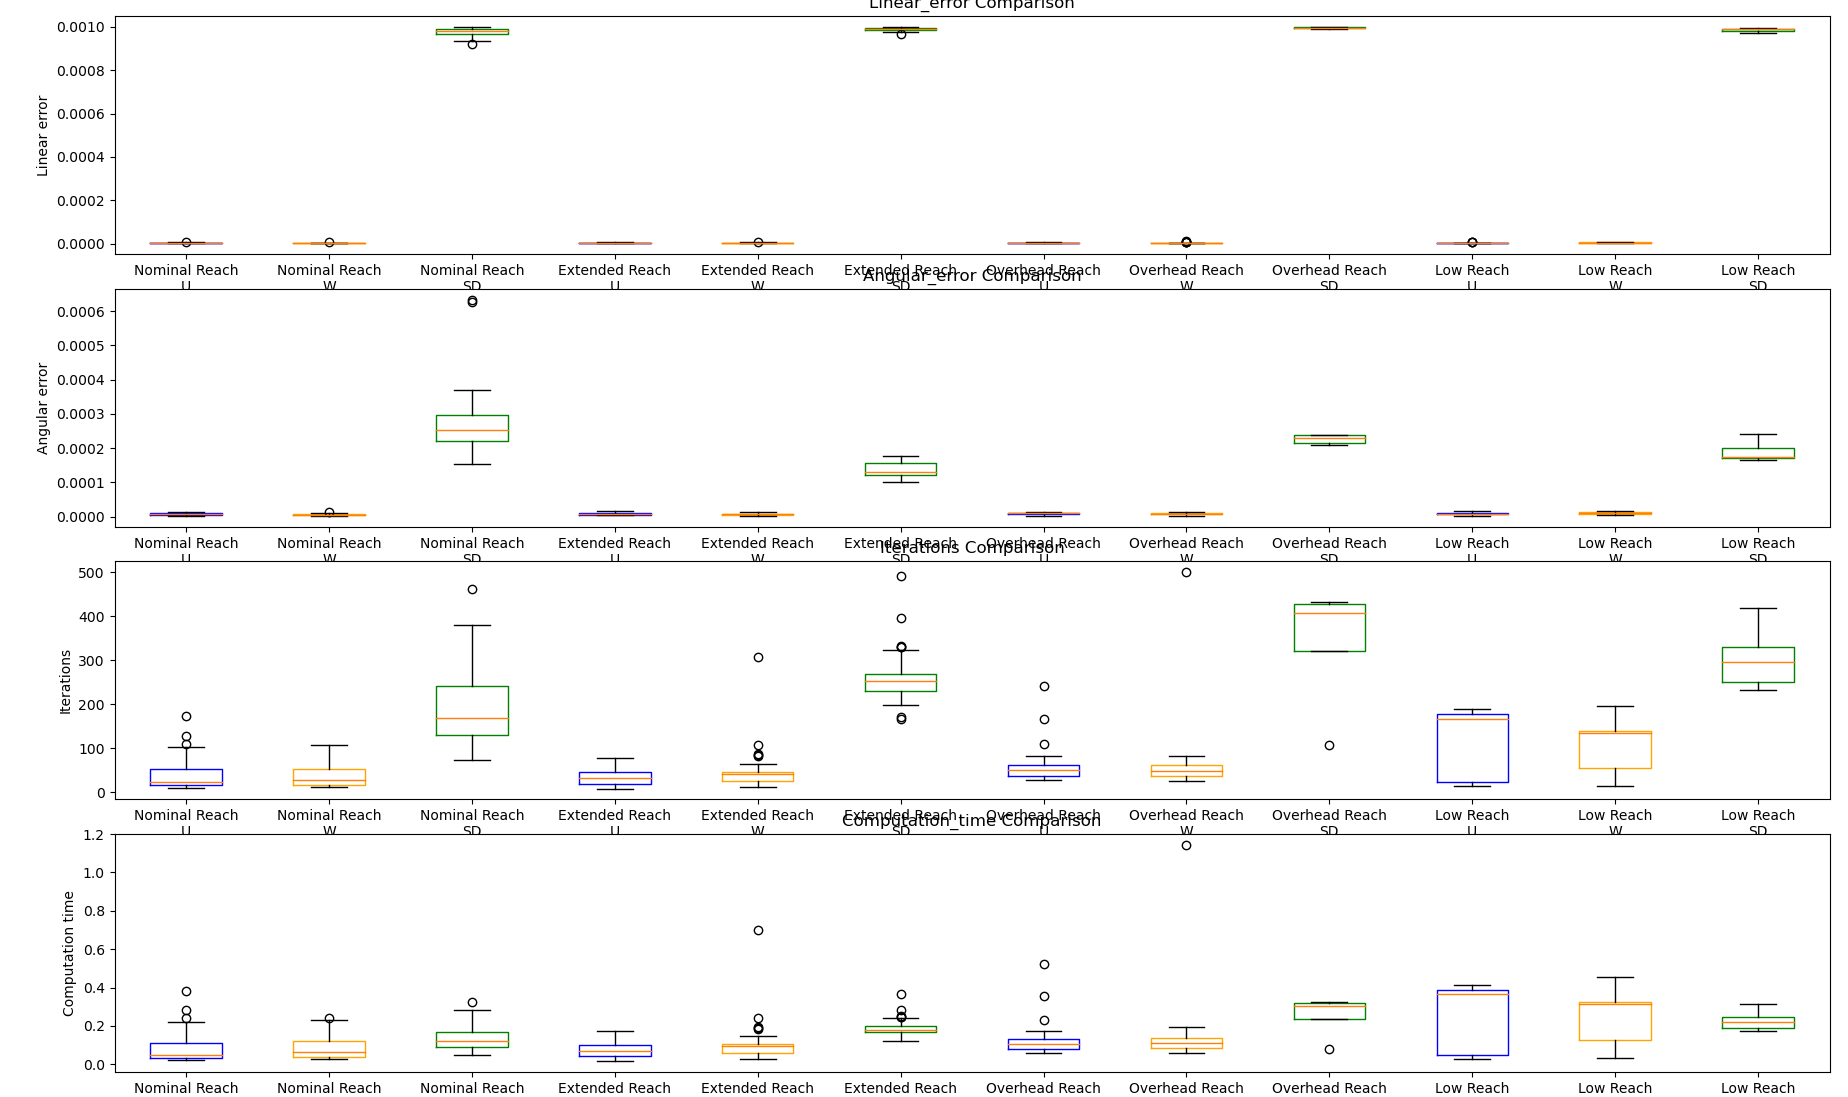 Linear_error Comparison
0.0010
0.0008
0.0006
0.0004
0.0002
0.0000
Linear error
Nominal Reach Nominal Reach Nominal Reach Extended Reach Extended Reach Extended Reach Overhead Reach Overhead Reach Overhead Reach Low Reach Low Reach Low Reach
U W SD U W SD U W SD U W SD
Angular_error Comparison
0.0006
0.0005
0.0004
0.0003
0.0002
0.0001
0.0000
Angular error
Nominal Reach Nominal Reach Nominal Reach Extended Reach Extended Reach Extended Reach Overhead Reach Overhead Reach Overhead Reach Low Reach Low Reach Low Reach
U W SD U W SD U W SD U W SD
Iterations Comparison
500
400
300
200
100
0
Iterations
Nominal Reach Nominal Reach Nominal Reach Extended Reach Extended Reach Extended Reach Overhead Reach Overhead Reach Overhead Reach Low Reach Low Reach Low Reach
U W SD U W SD U W SD U W SD
Computation_time Comparison
1.2
1.0
0.8
0.6
0.4
0.2
0.0
Computation time
Nominal Reach Nominal Reach Nominal Reach Extended Reach Extended Reach Extended Reach Overhead Reach Overhead Reach Overhead Reach Low Reach Low Reach Low Reach